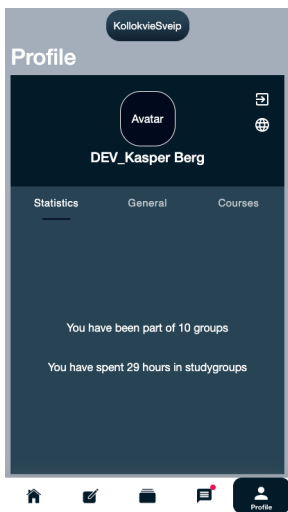 KollokvieSveip
Profile
Avatar
DEV_Kasper Berg
Statistics General Courses
You have been part of 10 groups
You have spent 29 hours in studygroups
Profile